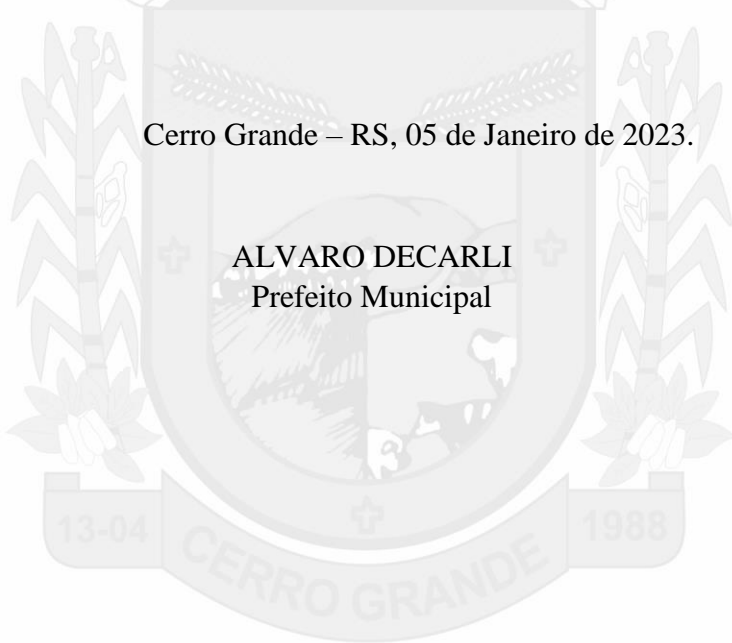 Cerro Grande – RS, 05 de Janeiro de 2023.
ALVARO DECARLI
Prefeito Municipal
13-04
CERRO GRANDE
1988